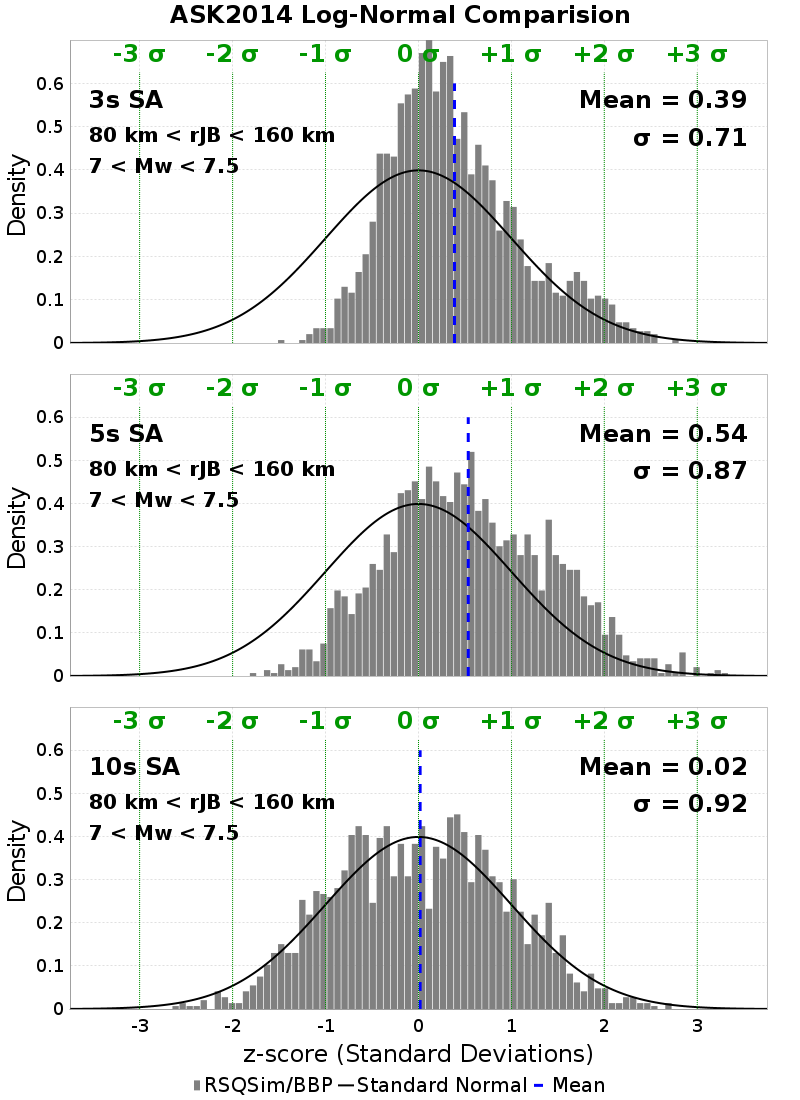 ASK2014 Log-Normal Comparision
-3 σ -2 σ -1 σ 0 σ +1 σ +2 σ +3 σ
3s SA
Mean = 0.39
80 km < rJB < 160 km
σ = 0.71
7 < Mw < 7.5
0.6
0.5
0.4
0.3
0.2
0.1
0
Density
-3 σ -2 σ -1 σ 0 σ +1 σ +2 σ +3 σ
5s SA
Mean = 0.54
80 km < rJB < 160 km
σ = 0.87
7 < Mw < 7.5
0.6
0.5
0.4
0.3
0.2
0.1
0
Density
-3 σ -2 σ -1 σ 0 σ +1 σ +2 σ +3 σ
10s SA
Mean = 0.02
80 km < rJB < 160 km
σ = 0.92
7 < Mw < 7.5
0.6
0.5
0.4
0.3
0.2
0.1
0
Density
-3 -2 -1 0 1 2 3
z-score (Standard Deviations)
RSQSim/BBP Standard Normal Mean